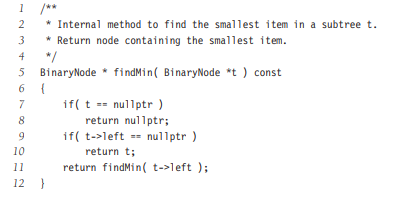 1 /**
2 * Internal method to find the smallest item in a subtree t.
3 * Return node containing the smallest item.
4 */
5 BinaryNode * findMin( BinaryNode *t ) const
6 {
7 if( t == nullptr )
8 return nullptr;
9 if( t->left == nullptr )
10 return t;
11 return findMin( t->left );
12 }